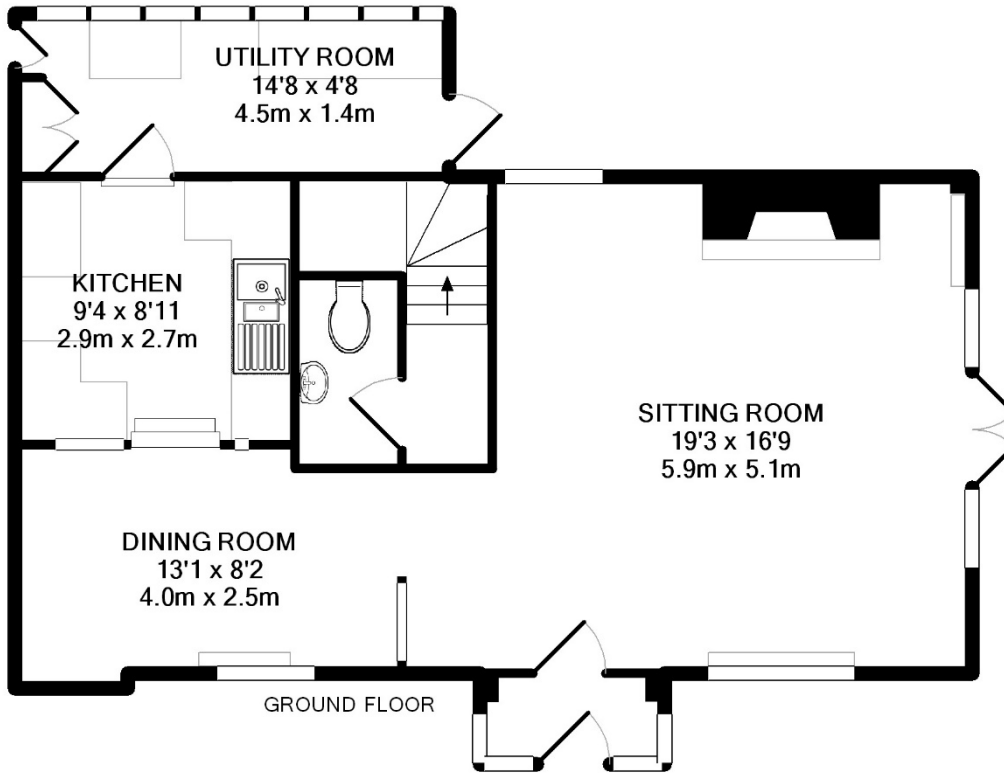 UTILITY ROOM
14'8 x 4'8
4.5m x 1.4m
KITCHEN
9'4 x 8'11
2.9m x 2.7m
SITTING ROOM
19'3 x 16'9
5.9m x 5.1m
DINING ROOM
13'1 x 8'2
4.0m x 2.5m
GROUND FLOOR